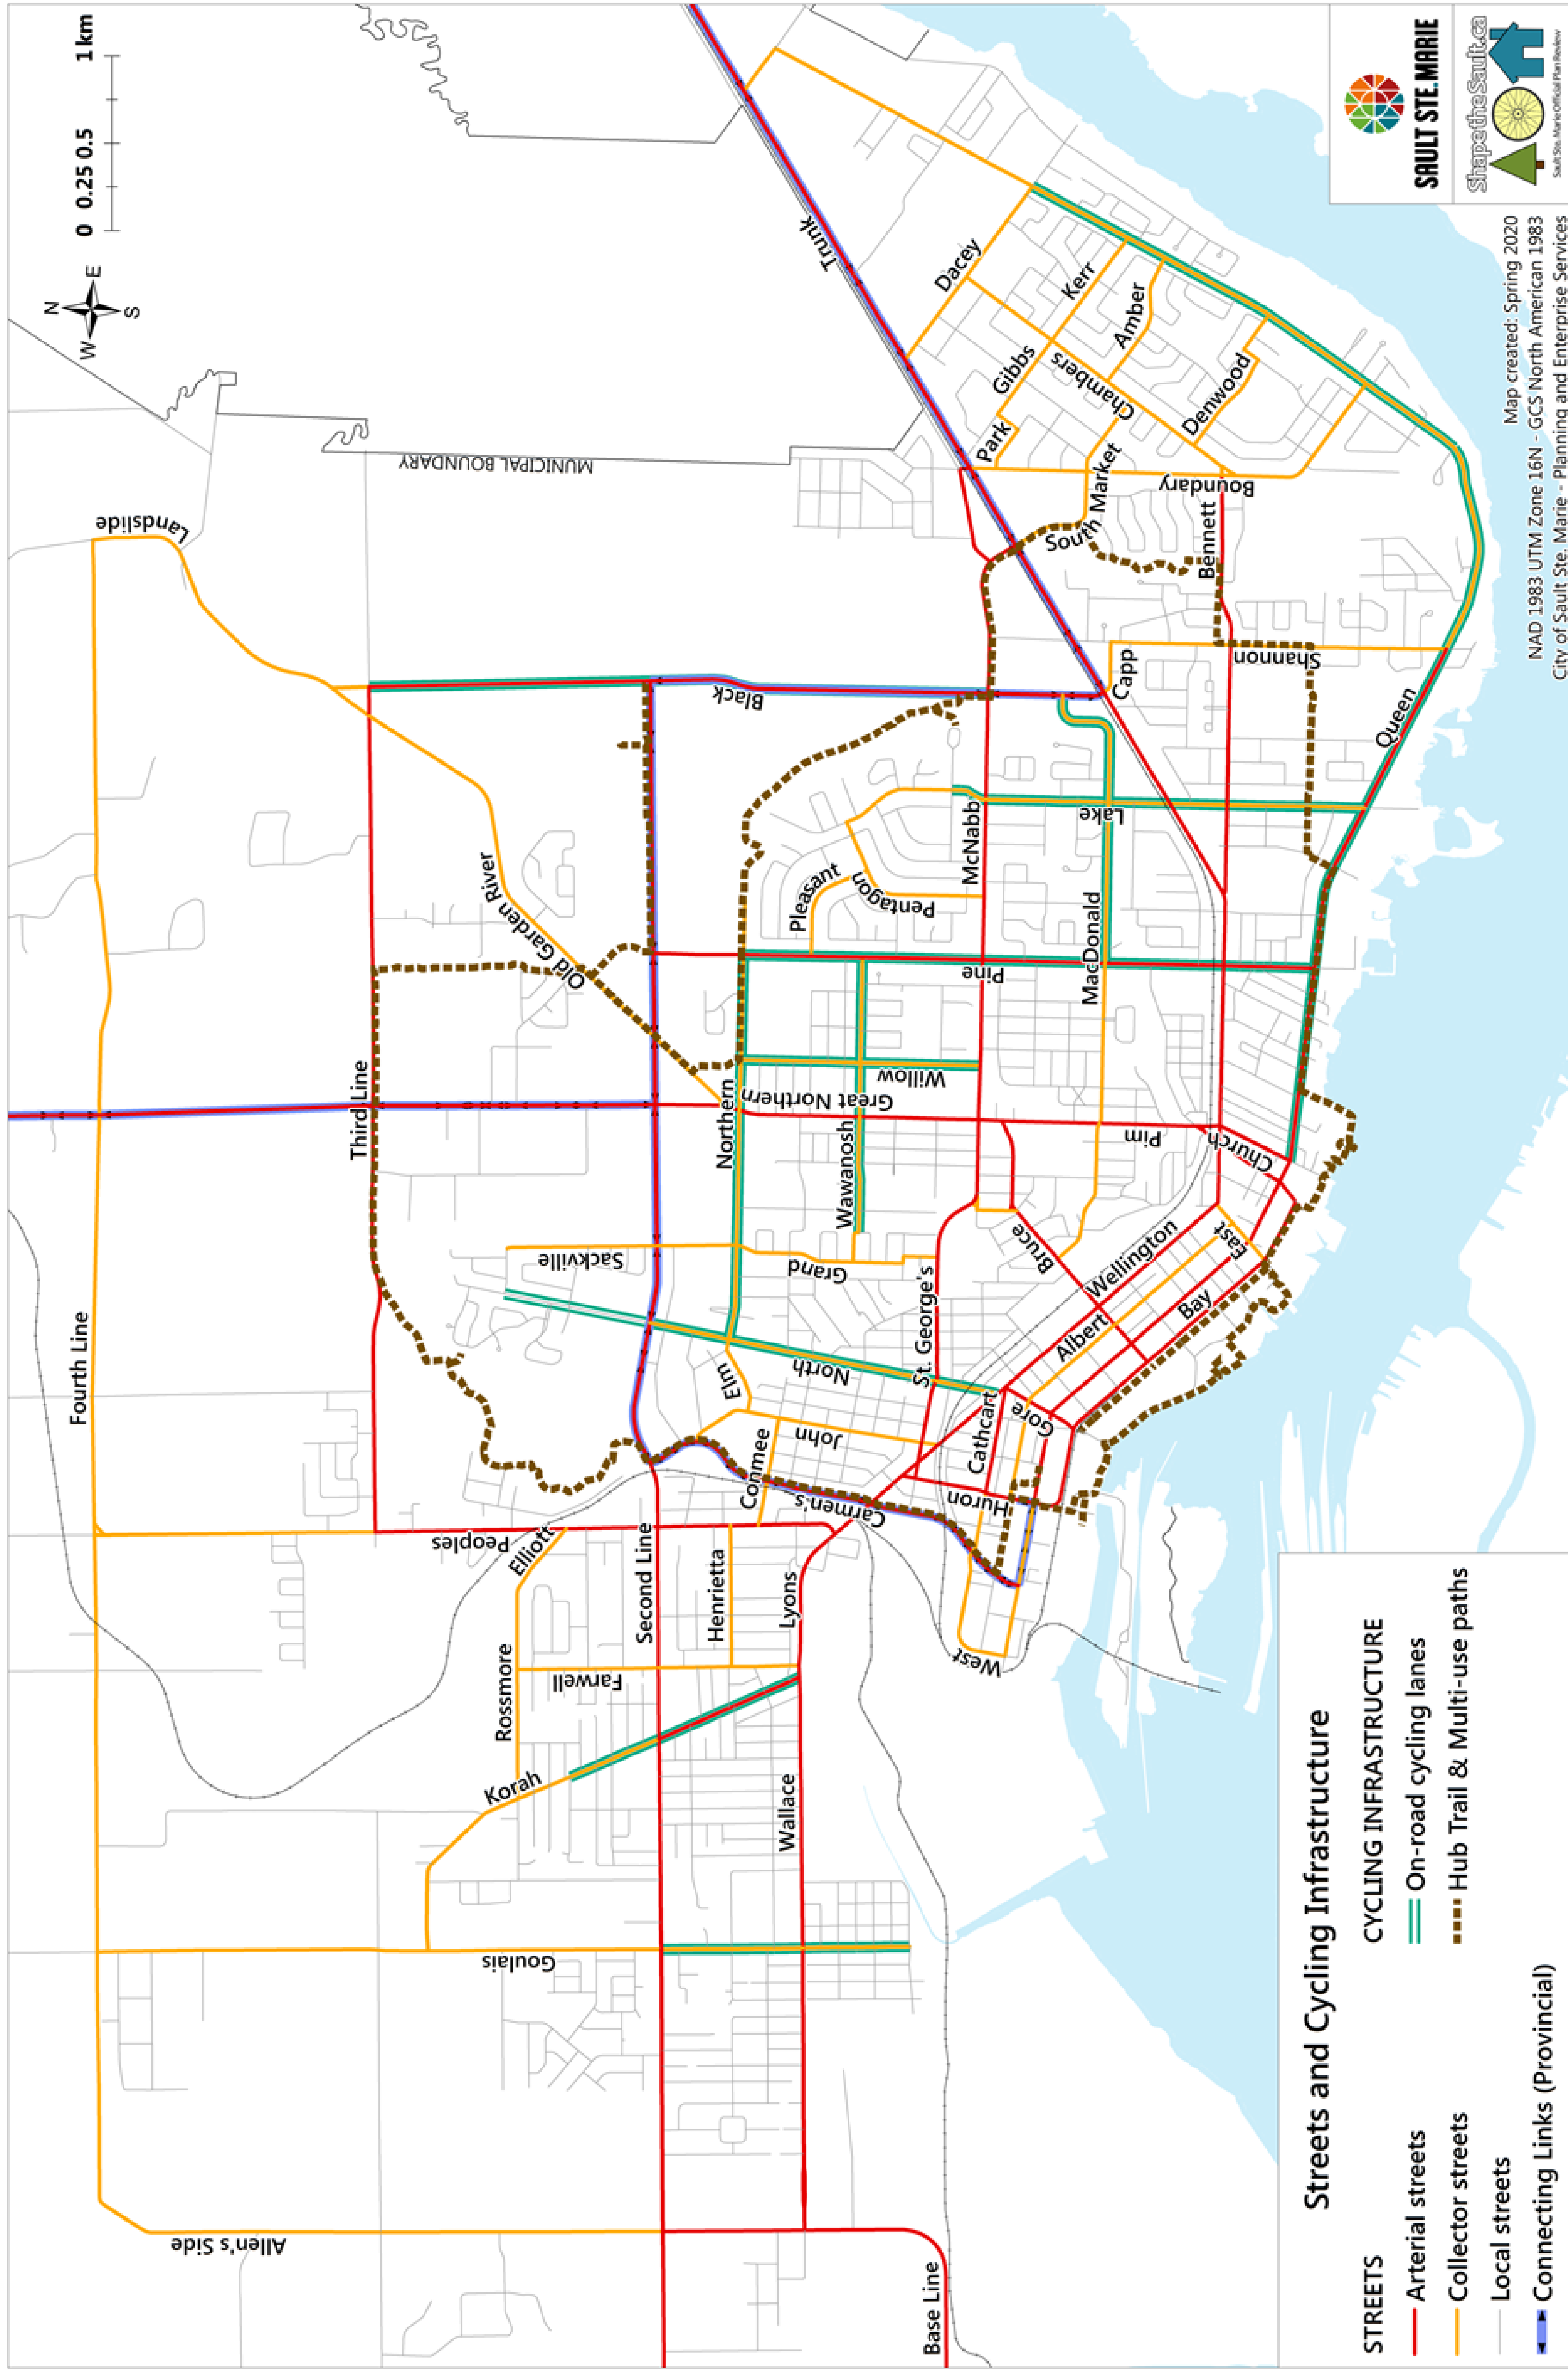 0 0.25 0.5 1 km
N
W E
S
MUNICIPAL BOUNDARY
Landslide
Fourth Line
Third Line
Old Garden River
Black
Trunk
Dacey
Kerr
Amber
Gibbs
Chambers
Denwood
Park
South Market
Boundary
Bennett
Shannon
Capp
Queen
Lake
McNabb
MacDonald
Pleasant
Pentagon
Pine
Willow
Great Northern
Northern
Wawanosh
Pim
Church
Sackville
Grand
St. George's
Bruce
Wellington
East
Albert
Bay
North
Elm
John
Conmee
Cathcart
Gore
Huron
Carmen's
Peoples
Elliott
Second Line
Henrietta
Lyons
West
Rossmore
Farwell
Korah
Wallace
Goulais
Allen's Side
Base Line
Streets and Cycling Infrastructure
STREETS
Arterial streets
Collector streets
Local streets
Connecting Links (Provincial)
CYCLING INFRASTRUCTURE
On-road cycling lanes
Hub Trail & Multi-use paths
Map created: Spring 2020
NAD 1983 UTM Zone 16N - GCS North American 1983
City of Sault Ste. Marie - Planning and Enterprise Services
SAULT STE. MARIE
ShapetheSault.ca
Sault Ste. Marie Official Plan Review